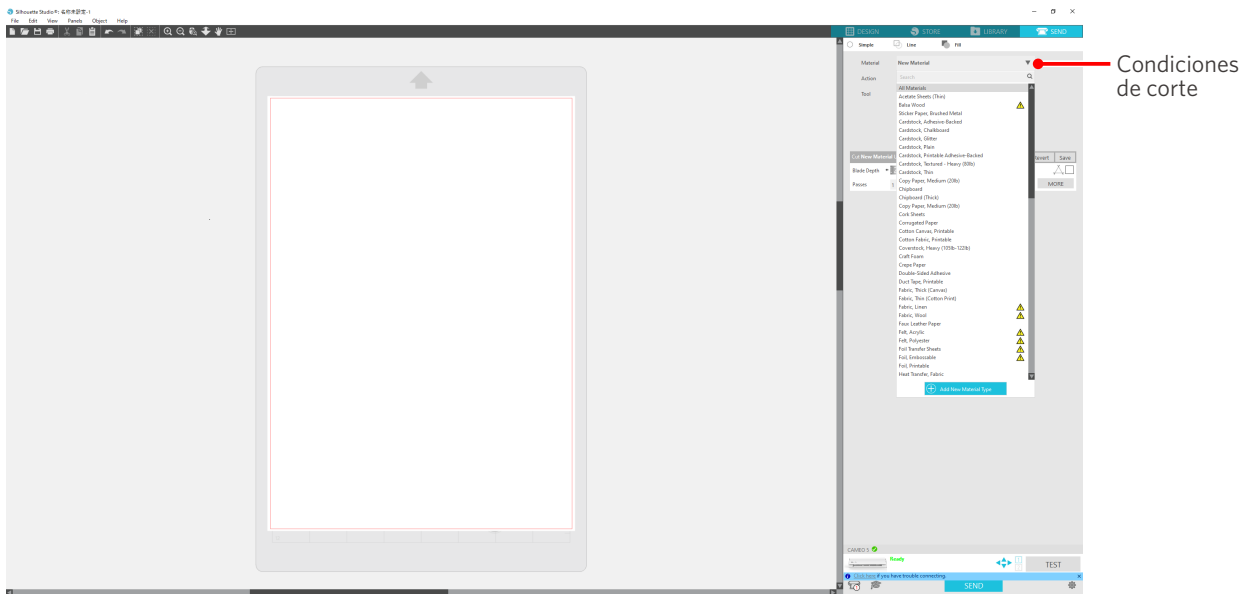 Silhouette Studio®: 名称未設定-1
File Edit View Panels Object Help
DESIGN STORE LIBRARY SEND
Simple Line Fill
Material New Material
Condiciones de corte
Action Search
All Materials
Tool
Acetate Sheets (Thin)
Balsa Wood
Sticker Paper, Brushed Metal
Cardstock, Adhesive-Backed
Cardstock, Chalkboard
Cardstock, Glitter
Cardstock, Plain
Cut New Material
Cardstock, Printable Adhesive-Backed
Revert Save
Cardstock, Textured - Heavy (80lb)
Blade Depth
Cardstock, Thin
Copy Paper, Medium (20lb)
Passes
MORE
Chipboard
Chipboard (Thick)
Copy Paper, Medium (20lb)
Cork Sheets
Corrugated Paper
Cotton Canvas, Printable
Cotton Fabric, Printable
Coverstock, Heavy (105lb-122lb)
Craft Foam
Crepe Paper
Double-Sided Adhesive
Duct Tape, Printable
Fabric, Thick (Canvas)
Fabric, Thin (Cotton Print)
Fabric, Linen
Fabric, Wool
Faux Leather Paper
Felt, Acrylic
Felt, Polyester
Foil Transfer Sheets
Foil, Embossable
Foil, Printable
Heat Transfer, Fabric
Add New Material Type
CAMEO 5
Ready
TEST
Click here if you have trouble connecting.
SEND